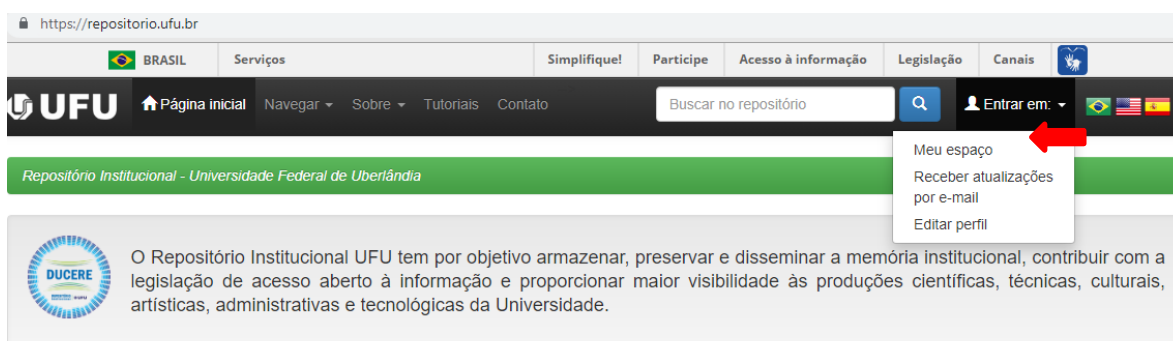 https://repositorio.ufu.br
BRASIL Serviços Simplifique! Participe Acesso à informação Legislação Canais
UFU Página inicial Navegar Sobre Tutoriais Contato Buscar no repositório Entrar em:
Meu espaço
Receber atualizações
por e-mail
Editar perfil
Repositório Institucional - Universidade Federal de Uberlândia
DUCERE
O Repositório Institucional UFU tem por objetivo armazenar, preservar e disseminar a memória institucional, contribuir com a
legislação de acesso aberto à informação e proporcionar maior visibilidade às produções científicas, técnicas, culturais,
artísticas, administrativas e tecnológicas da Universidade.